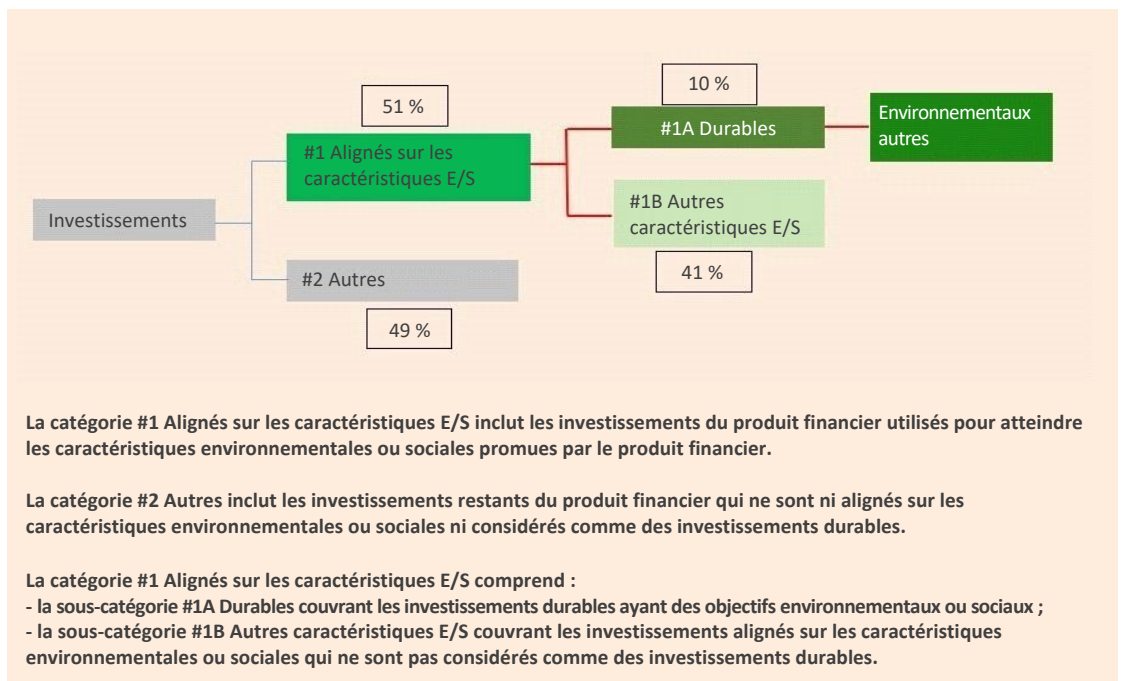 51 %
10 %
#1 Alignés sur les
caractéristiques E/S
#1A Durables
Environnementaux
autres
Investissements
#1B Autres
caractéristiques E/S
#2 Autres
41 %
49 %
La catégorie #1 Alignés sur les caractéristiques E/S inclut les investissements du produit financier utilisés pour atteindre
les caractéristiques environnementales ou sociales promues par le produit financier.
La catégorie #2 Autres inclut les investissements restants du produit financier qui ne sont ni alignés sur les
caractéristiques environnementales ou sociales ni considérés comme des investissements durables.
La catégorie #1 Alignés sur les caractéristiques E/S comprend :
- la sous-catégorie #1A Durables couvrant les investissements durables ayant des objectifs environnementaux ou sociaux ;
- la sous-catégorie #1B Autres caractéristiques E/S couvrant les investissements alignés sur les caractéristiques
environnementales ou sociales qui ne sont pas considérés comme des investissements durables.